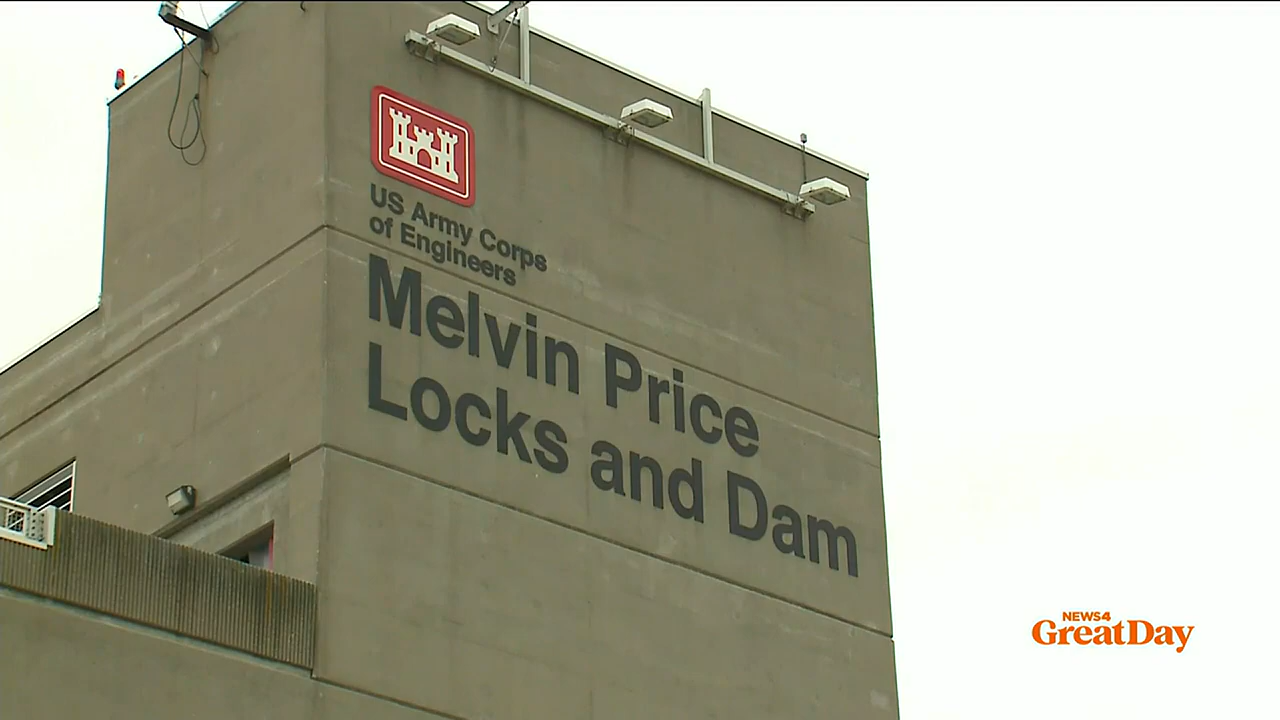 US Army Corps
of Engineers
Melvin Price
Locks and Dam
NEWS4
GreatDay